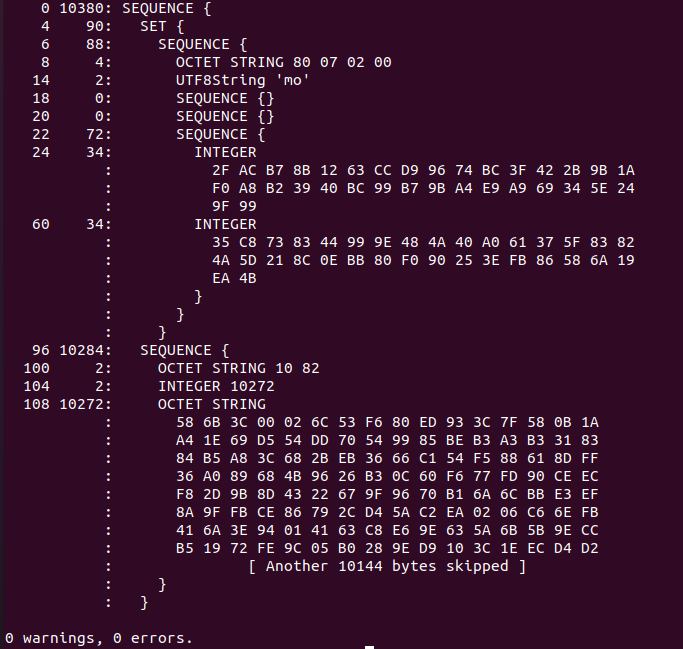 0 10380: SEQUENCE {
4 90: SET {
6 88: SEQUENCE {
8 4: OCTET STRING 80 07 02 00
14 2: UTF8String 'mo'
18 0: SEQUENCE {}
20 0: SEQUENCE {}
22 72: SEQUENCE {
24 34: INTEGER
: 2F AC B7 8B 12 63 CC D9 96 74 BC 3F 42 2B 9B 1A
: F0 A8 B2 39 40 BC 99 B7 9B A4 E9 A9 69 34 5E 24
: 9F 99
60 34: INTEGER
: 35 C8 73 83 44 99 9E 48 4A 40 A0 61 37 5F 83 82
: 4A 5D 21 8C 0E BB 80 F0 90 25 3E FB 86 58 6A 19
: EA 4B
: }
: }
: }
96 10284: SEQUENCE {
100 2: OCTET STRING 10 82
104 2: INTEGER 10272
108 10272: OCTET STRING
: 58 6B 3C 00 02 6C 53 F6 80 ED 93 3C 7F 58 0B 1A
: A4 1E 69 D5 54 DD 70 54 99 85 BE B3 A3 B3 31 83
: 84 B5 A8 3C 68 2B EB 36 66 C1 54 F5 88 61 8D FF
: 36 A0 89 68 4B 96 26 B3 0C 60 F6 77 FD 90 CE EC
: F8 2D 9B 8D 43 22 67 9F 96 70 B1 6A 6C BB E3 EF
: 8A 9F FB CE 86 79 2C D4 5A C2 EA 02 06 C6 6E FB
: 41 6A 3E 94 01 41 63 C8 E6 9E 63 5A 6B 5B 9E CC
: B5 19 72 FE 9C 05 B0 28 9E D9 10 3C 1E EC D4 D2
: [ Another 10144 bytes skipped ]
: }
: }
0 warnings, 0 errors.